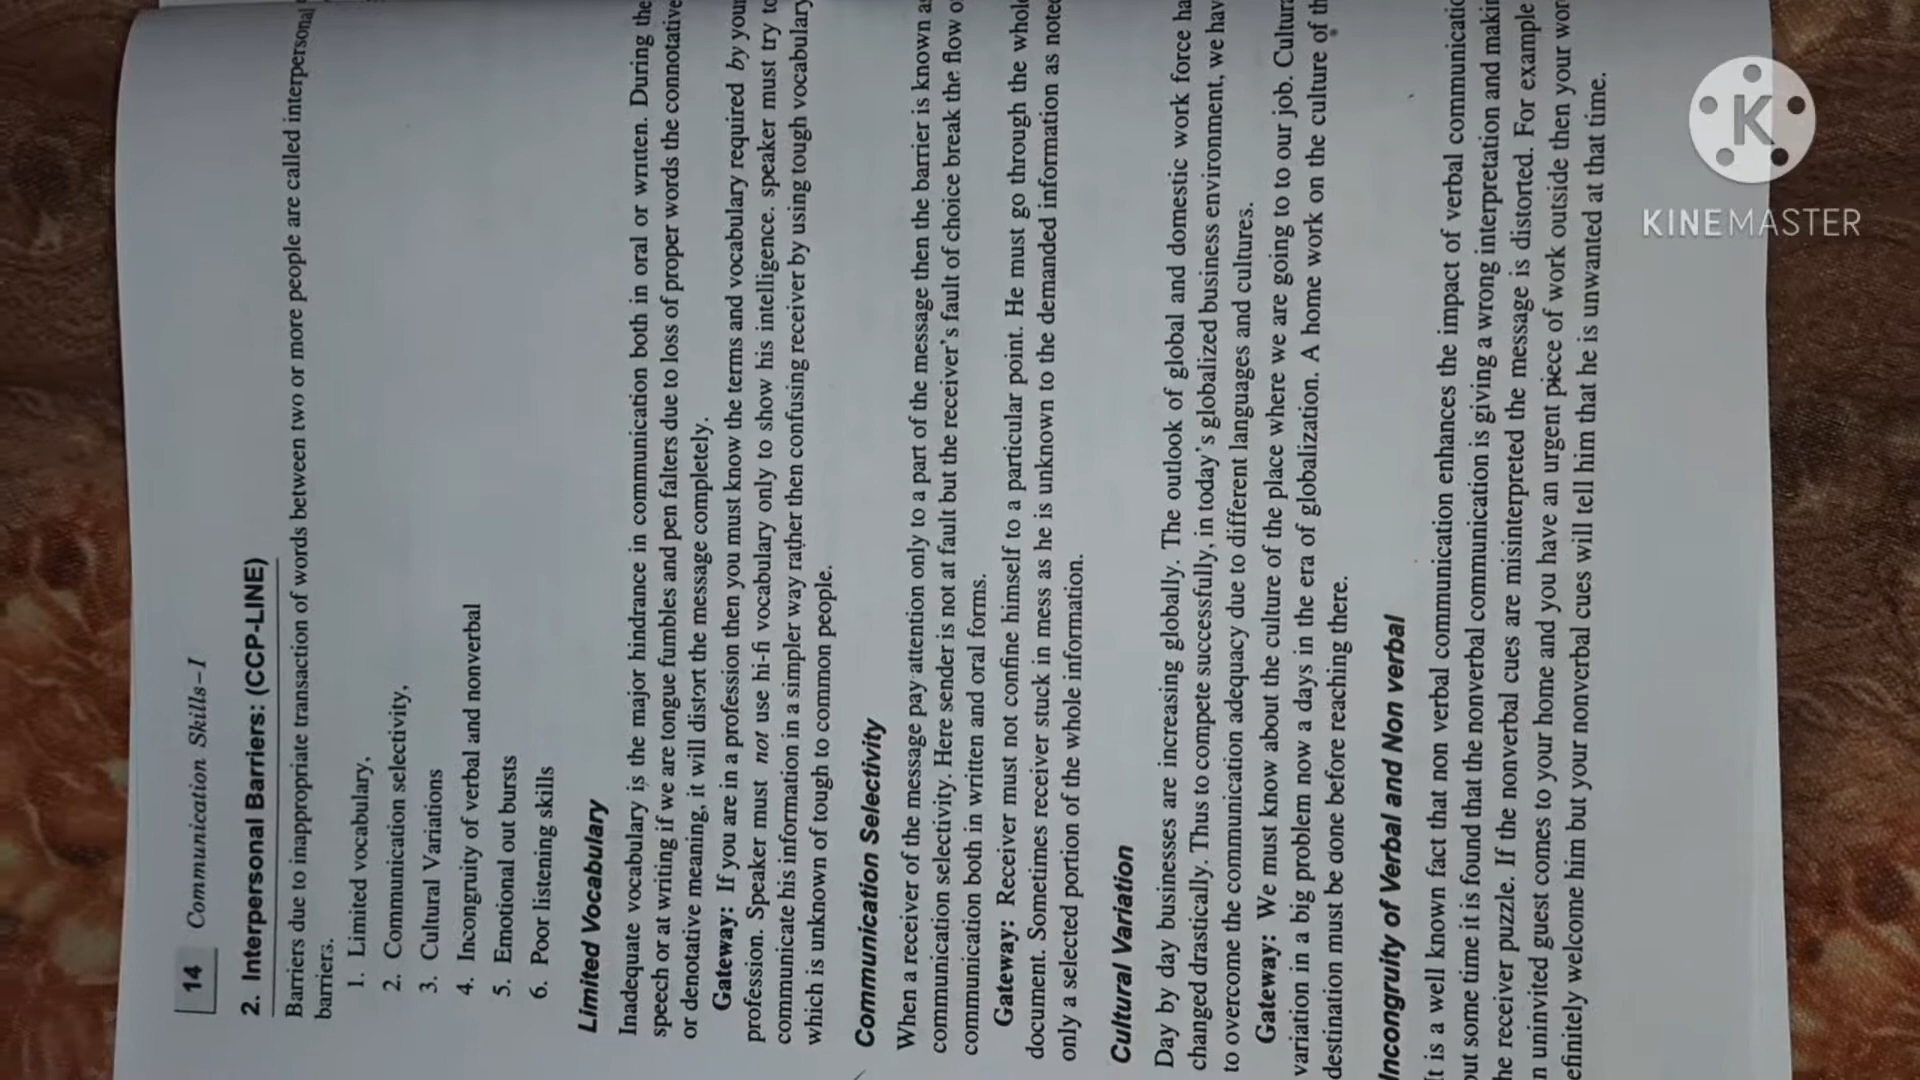 14 Communication Skills–I
2. Interpersonal Barriers: (CCP-LINE)
Barriers due to inappropriate transaction of words between two or more people are called interpersonal
barriers.
1. Limited vocabulary,
2. Communication selectivity,
3. Cultural Variations
4. Incongruity of verbal and nonverbal
5. Emotional out bursts
6. Poor listening skills
Limited Vocabulary
Inadequate vocabulary is the major hindrance in communication both in oral or written. During the
speech or at writing if we are tongue fumbles and pen falters due to loss of proper words the connotative
or denotative meaning, it will distort the message completely.
Gateway: If you are in a profession then you must know the terms and vocabulary required by your
profession. Speaker must not use hi-fi vocabulary only to show his intelligence. speaker must try to
communicate his information in a simpler way rather then confusing receiver by using tough vocabulary
which is unknown of tough to common people.
Communication Selectivity
When a receiver of the message pay attention only to a part of the message then the barrier is known as
communication selectivity. Here sender is not at fault but the receiver's fault of choice break the flow of
communication both in written and oral forms.
Gateway: Receiver must not confine himself to a particular point. He must go through the whole
document. Sometimes receiver stuck in mess as he is unknown to the demanded information as noted
only a selected portion of the whole information.
Cultural Variation
Day by day businesses are increasing globally. The outlook of global and domestic work force ha
changed drastically. Thus to compete successfully, in today's globalized business environment, we hav
to overcome the communication adequacy due to different languages and cultures.
Gateway: We must know about the culture of the place where we are going to to our job. Cultura
variation in a big problem now a days in the era of globalization. A home work on the culture of th
destination must be done before reaching there.
Incongruity of Verbal and Non verbal
It is a well known fact that non verbal communication enhances the impact of verbal communicatio
out some time it is found that the nonverbal communication is giving a wrong interpretation and makin
he receiver puzzle. If the nonverbal cues are misinterpreted the message is distorted. For example
n uninvited guest comes to your home and you have an urgent piece of work outside then your wor
efinitely welcome him but your nonverbal cues will tell him that he is unwanted at that time.
K
KINEMASTER